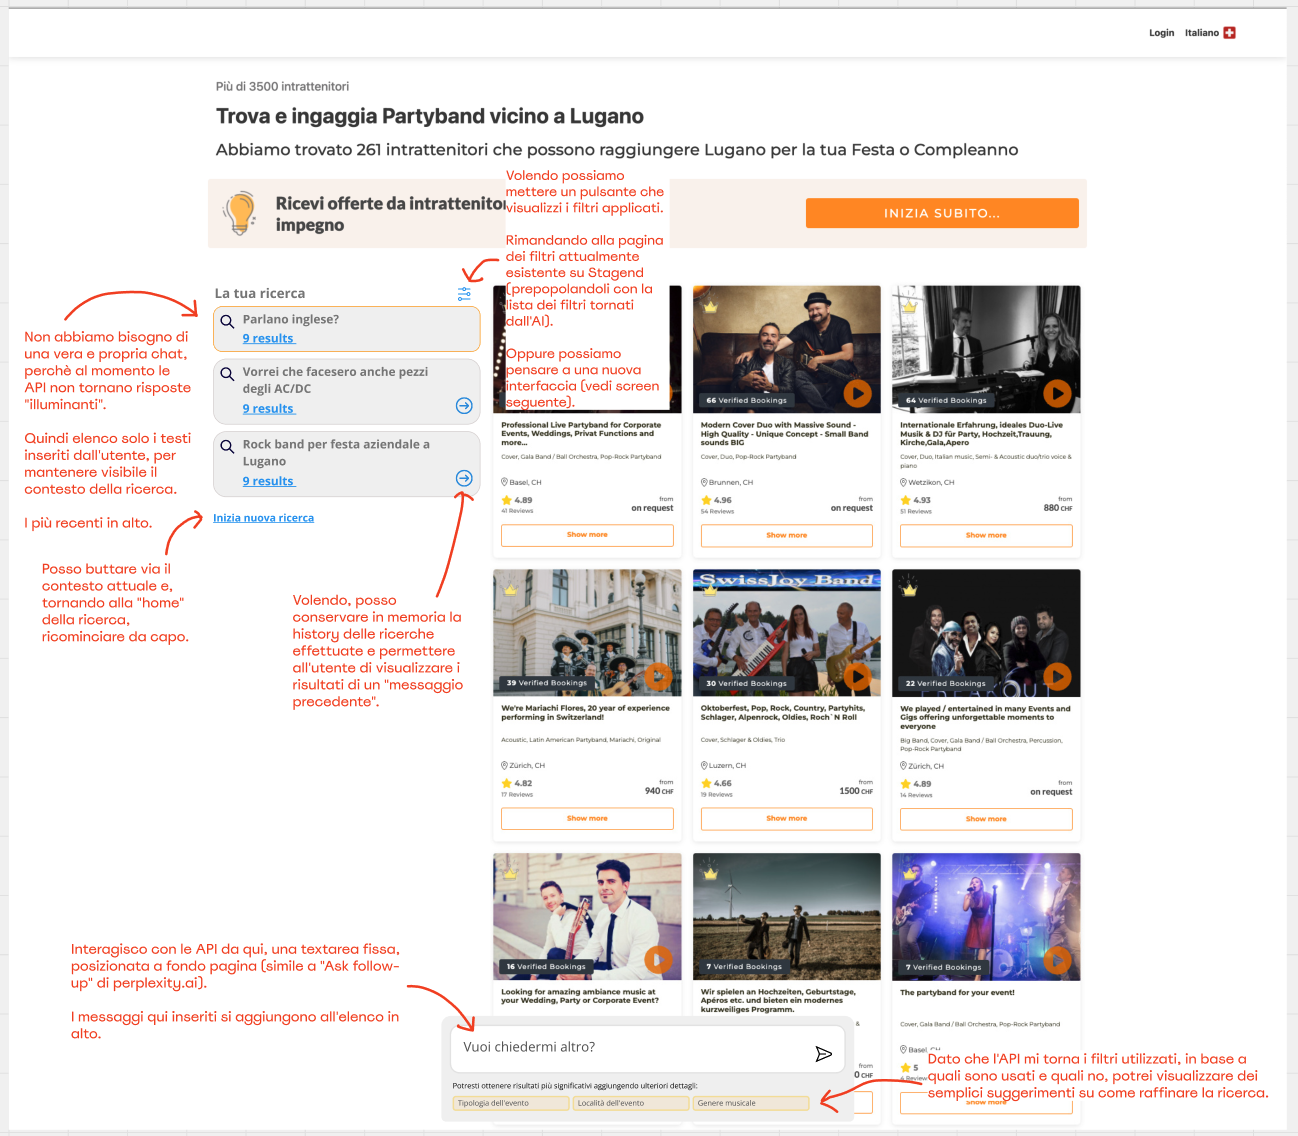 Login Italiano
Più di 3500 intrattenitori
Trova e ingaggia Partyband vicino a Lugano
Abbiamo trovato 261 intrattenitori che possono raggiungere Lugano per la tua Festa o Compleanno
Ricevi offerte da intrattenitor
impegno
INIZIA SUBITO...
Volendo possiamo
mettere un pulsante che
visualizzi i filtri applicati.
Rimandando alla pagina
dei filtri attualmente
esistente su Stagend
(prepopolandoli con la
lista dei filtri tornati
dall'AI).
Oppure possiamo
pensare a una nuova
interfaccia (vedi screen
seguente).
La tua ricerca
Parlano inglese?
9 results
Vorrei che facesero anche pezzi
degli AC/DC
9 results
Rock band per festa aziendale a
Lugano
9 results
Inizia nuova ricerca
Non abbiamo bisogno di
una vera e propria chat,
perchè al momento le
API non tornano risposte
"illuminanti".
Quindi elenco solo i testi
inseriti dall'utente, per
mantenere visibile il
contesto della ricerca.
I più recenti in alto.
Posso buttare via il
contesto attuale e,
tornando alla "home"
della ricerca,
ricominciare da capo.
Volendo, posso
conservare in memoria la
history delle ricerche
effettuate e permettere
all'utente di visualizzare i
risultati di un "messaggio
precedente".
Professional Live Partyband for Corporate
Events, Weddings, Privat Functions and
more...
Cover, Gala Band / Ball Orchestra, Pop-Rock Partyband
Basel, CH
4.89
41 Reviews
from
on request
Show more
66 Verified Bookings
Modern Cover Duo with Massive Sound -
High Quality - Unique Concept - Small Band
sounds BIG
Cover, Duo, Pop-Rock Partyband
Brunnen, CH
4.96
54 Reviews
from
on request
Show more
64 Verified Bookings
Internationale Erfahrung, ideales Duo-Live
Musik & DJ für Party, Hochzeit,Trauung,
Kirche,Gala,Apero
Cover, Duo, Italian music, Semi- & Acoustic duo/trio voice &
piano
Wetzikon, CH
4.93
51 Reviews
from
880 CHF
Show more
39 Verified Bookings
We're Mariachi Flores, 20 year of experience
performing in Switzerland!
Acoustic, Latin American Partyband, Mariachi, Original
Zürich, CH
4.82
17 Reviews
from
940 CHF
Show more
SwissJoy Band
30 Verified Bookings
Oktoberfest, Pop, Rock, Country, Partyhits,
Schlager, Alpenrock, Oldies, Roch`N Roll
Cover, Schlager & Oldies, Trio
Luzern, CH
4.66
19 Reviews
from
1500 CHF
Show more
22 Verified Bookings
We played / entertained in many Events and
Gigs offering unforgettable moments to
everyone
Big Band, Cover, Gala Band / Ball Orchestra, Percussion,
Pop-Rock Partyband
Zürich, CH
4.89
14 Reviews
from
on request
Show more
16 Verified Bookings
Looking for amazing ambiance music at
your Wedding, Party or Corporate Event?
7 Verified Bookings
Wir spielen an Hochzeiten, Geburtstage,
Apéros etc. und bieten ein modernes
kurzweiliges Programm.
&
0 CHF
7 Verified Bookings
The partyband for your event!
Cover, Gala Band / Ball Orchestra, Pop-Rock Partyband
Basel, CH
5
Show more
Interagisco con le API da qui, una textarea fissa,
posizionata a fondo pagina (simile a "Ask follow-
up" di perplexity.ai).
I messaggi qui inseriti si aggiungono all'elenco in
alto.
Vuoi chiedermi altro?
Potresti ottenere risultati più significativi aggiungendo ulteriori dettagli:
Tipologia dell'evento Località dell'evento Genere musicale
Dato che l'API mi torna i filtri utilizzati, in base a
quali sono usati e quali no, potrei visualizzare dei
semplici suggerimenti su come raffinare la ricerca.